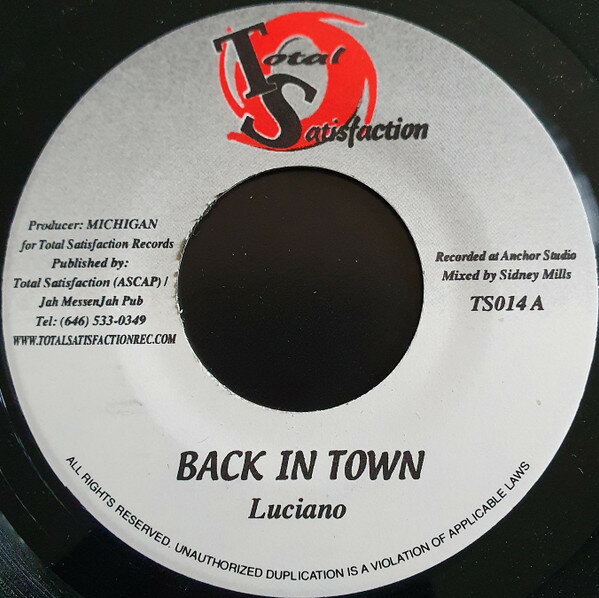 Total
Satisfaction
Producer: MICHIGAN
for Total Satisfaction Records
Published by:
Total Satisfaction (ASCAP) /
Jah MessenJah Pub
Tel: (646) 533-0349
WWW.TOTALSATISFACTIONREC.COM
Recorded at Anchor Studio
Mixed by Sidney Mills
TS014 A
BACK IN TOWN
Luciano
ALL RIGHTS RESERVED. UNAUTHORIZED DUPLICATION IS A VIOLATION OF APPLICABLE LAWS